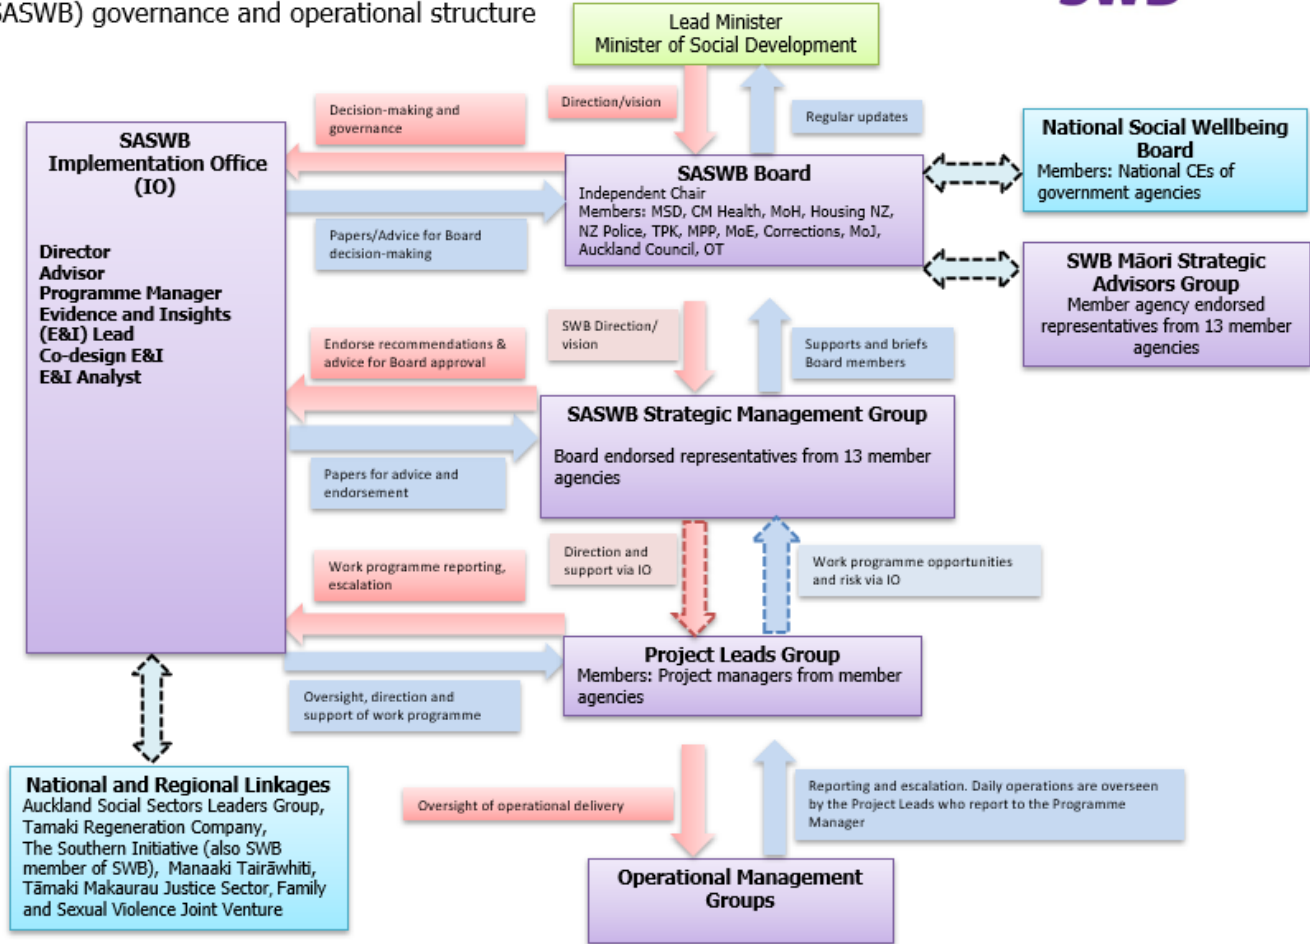 SASWB) governance and operational structure
SWB
Lead Minister
Minister of Social Development
Direction/vision
Regular updates
Decision-making and
governance
SASWB
Implementation Office
(IO)
Director
Advisor
Programme Manager
Evidence and Insights
(E&I) Lead
Co-design E&I
E&I Analyst
Papers/Advice for Board
decision-making
SASWB Board
Independent Chair
Members: MSD, CM Health, MoH, Housing NZ,
NZ Police, TPK, MPP, MoE, Corrections, MoJ,
Auckland Council, OT
National Social Wellbeing
Board
Members: National CEs of
government agencies
SWB Māori Strategic
Advisors Group
Member agency endorsed
representatives from 13 member
agencies
SWB Direction/
vision
Supports and briefs
Board members
Endorse recommendations &
advice for Board approval
Papers for advice and
endorsement
SASWB Strategic Management Group
Board endorsed representatives from 13 member
agencies
Direction and
support via IO
Work programme opportunities
and risk via IO
Work programme reporting,
escalation
Oversight, direction and
support of work programme
Project Leads Group
Members: Project managers from member
agencies
National and Regional Linkages
Auckland Social Sectors Leaders Group,
Tamaki Regeneration Company,
The Southern Initiative (also SWB
member of SWB), Manaaki Tairāwhiti,
Tāmaki Makaurau Justice Sector, Family
and Sexual Violence Joint Venture
Oversight of operational delivery
Reporting and escalation. Daily operations are overseen
by the Project Leads who report to the Programme
Manager
Operational Management
Groups